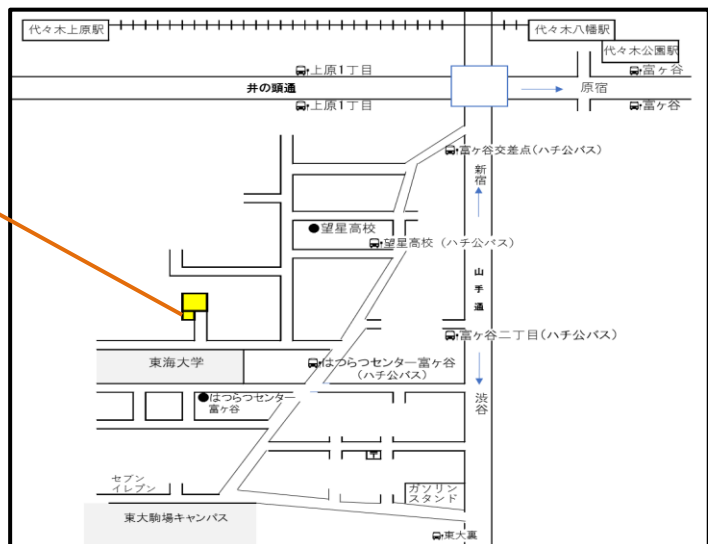 代々木上原駅
代々木八幡駅
代々木公園駅
上原1丁目
富ヶ谷
井の頭通
原宿
上原1丁目
富ヶ谷
富ヶ谷交差点(ハチ公バス)
新宿
●望星高校
望星高校 (ハチ公バス)
山手通
富ヶ谷二丁目(ハチ公バス)
東海大学
はつらつセンター富ヶ谷
(ハチ公バス)
渋谷
●はつらつセンター
富ヶ谷
〒
セブン
イレブン
ガソリン
スタンド
東大駒場キャンパス
東大裏